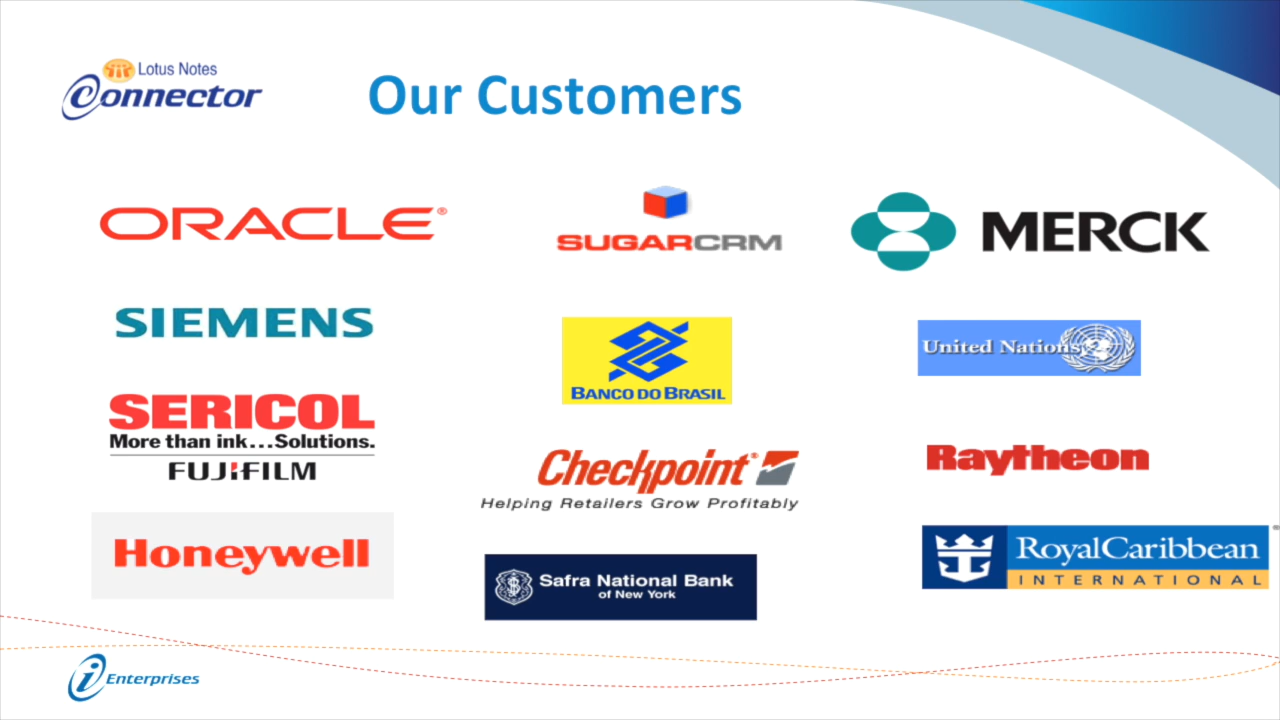 Lotus Notes
Connector
Our Customers
ORACLE®
SUGARCRM
MERCK
SIEMENS
BANCO DO BRASIL
United Nations
SERICOL
More than ink...Solutions.
FUJIFILM
Checkpoint®
Helping Retailers Grow Profitably
Raytheon
Honeywell
Safra National Bank
of New York
RoyalCaribbean®
INTERNATIONAL
i Enterprises